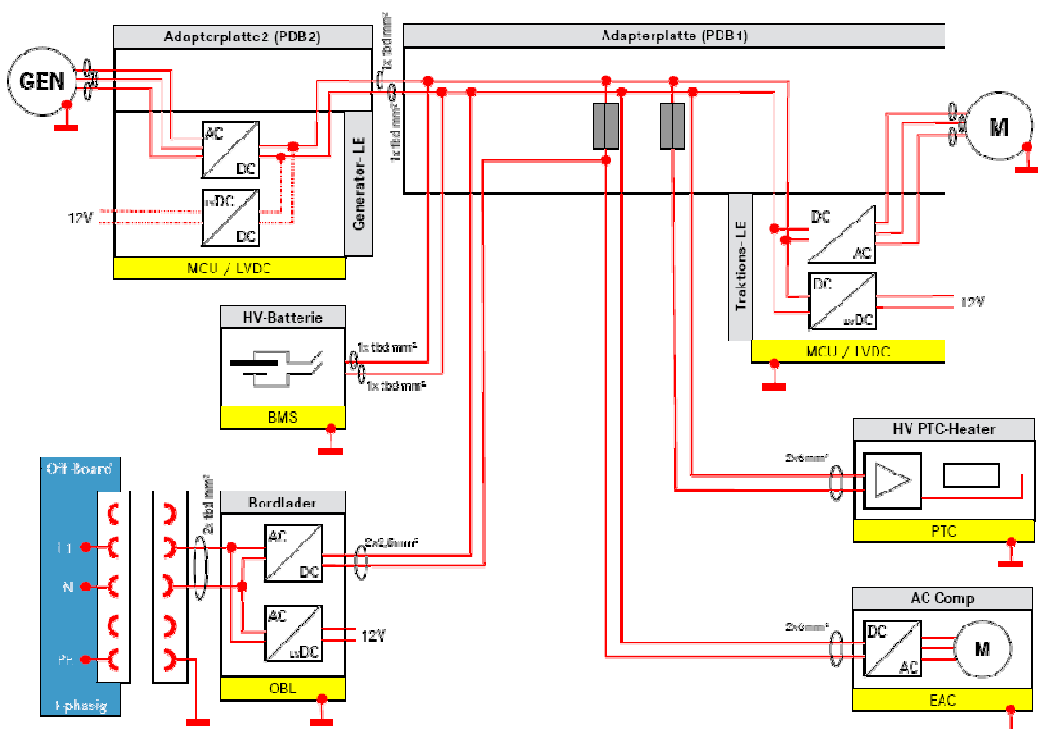 Adapterplatte2 (PDB2)
Adapterplatte (PDB1)
1x tbd mm²
1x tbd mm²
GEN
M
AC
DC
DC
DC
12V
Generator- LE
MCU / LVDC
DC
AC
Traktions- LE
DC
DC
12V
MCU / LVDC
HV-Batterie
1x tbd mm²
1x tbd mm²
BMS
HV PTC-Heater
2x6mm²
PTC
Off Board
L1
N
PE
1-phasig
2x tbd mm²
Bordlader
AC
DC
2x2,5mm²
AC
DC
12V
OBL
AC Comp
2x6mm²
DC
AC
M
EAC